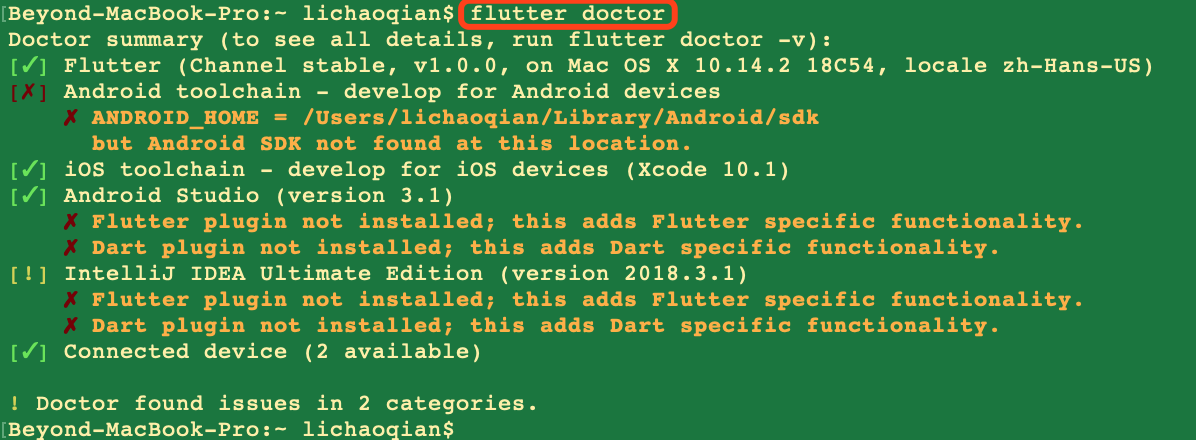 [Beyond-MacBook-Pro:~ lichaoqian$ flutter doctor
Doctor summary (to see all details, run flutter doctor -v):
[✓] Flutter (Channel stable, v1.0.0, on Mac OS X 10.14.2 18C54, locale zh-Hans-US)
[✗] Android toolchain - develop for Android devices
✗ ANDROID_HOME = /Users/lichaoqian/Library/Android/sdk
but Android SDK not found at this location.
[✓] iOS toolchain - develop for iOS devices (Xcode 10.1)
[✓] Android Studio (version 3.1)
✗ Flutter plugin not installed; this adds Flutter specific functionality.
✗ Dart plugin not installed; this adds Dart specific functionality.
[!] IntelliJ IDEA Ultimate Edition (version 2018.3.1)
✗ Flutter plugin not installed; this adds Flutter specific functionality.
✗ Dart plugin not installed; this adds Dart specific functionality.
[✓] Connected device (2 available)
! Doctor found issues in 2 categories.
[Beyond-MacBook-Pro:~ lichaoqian$